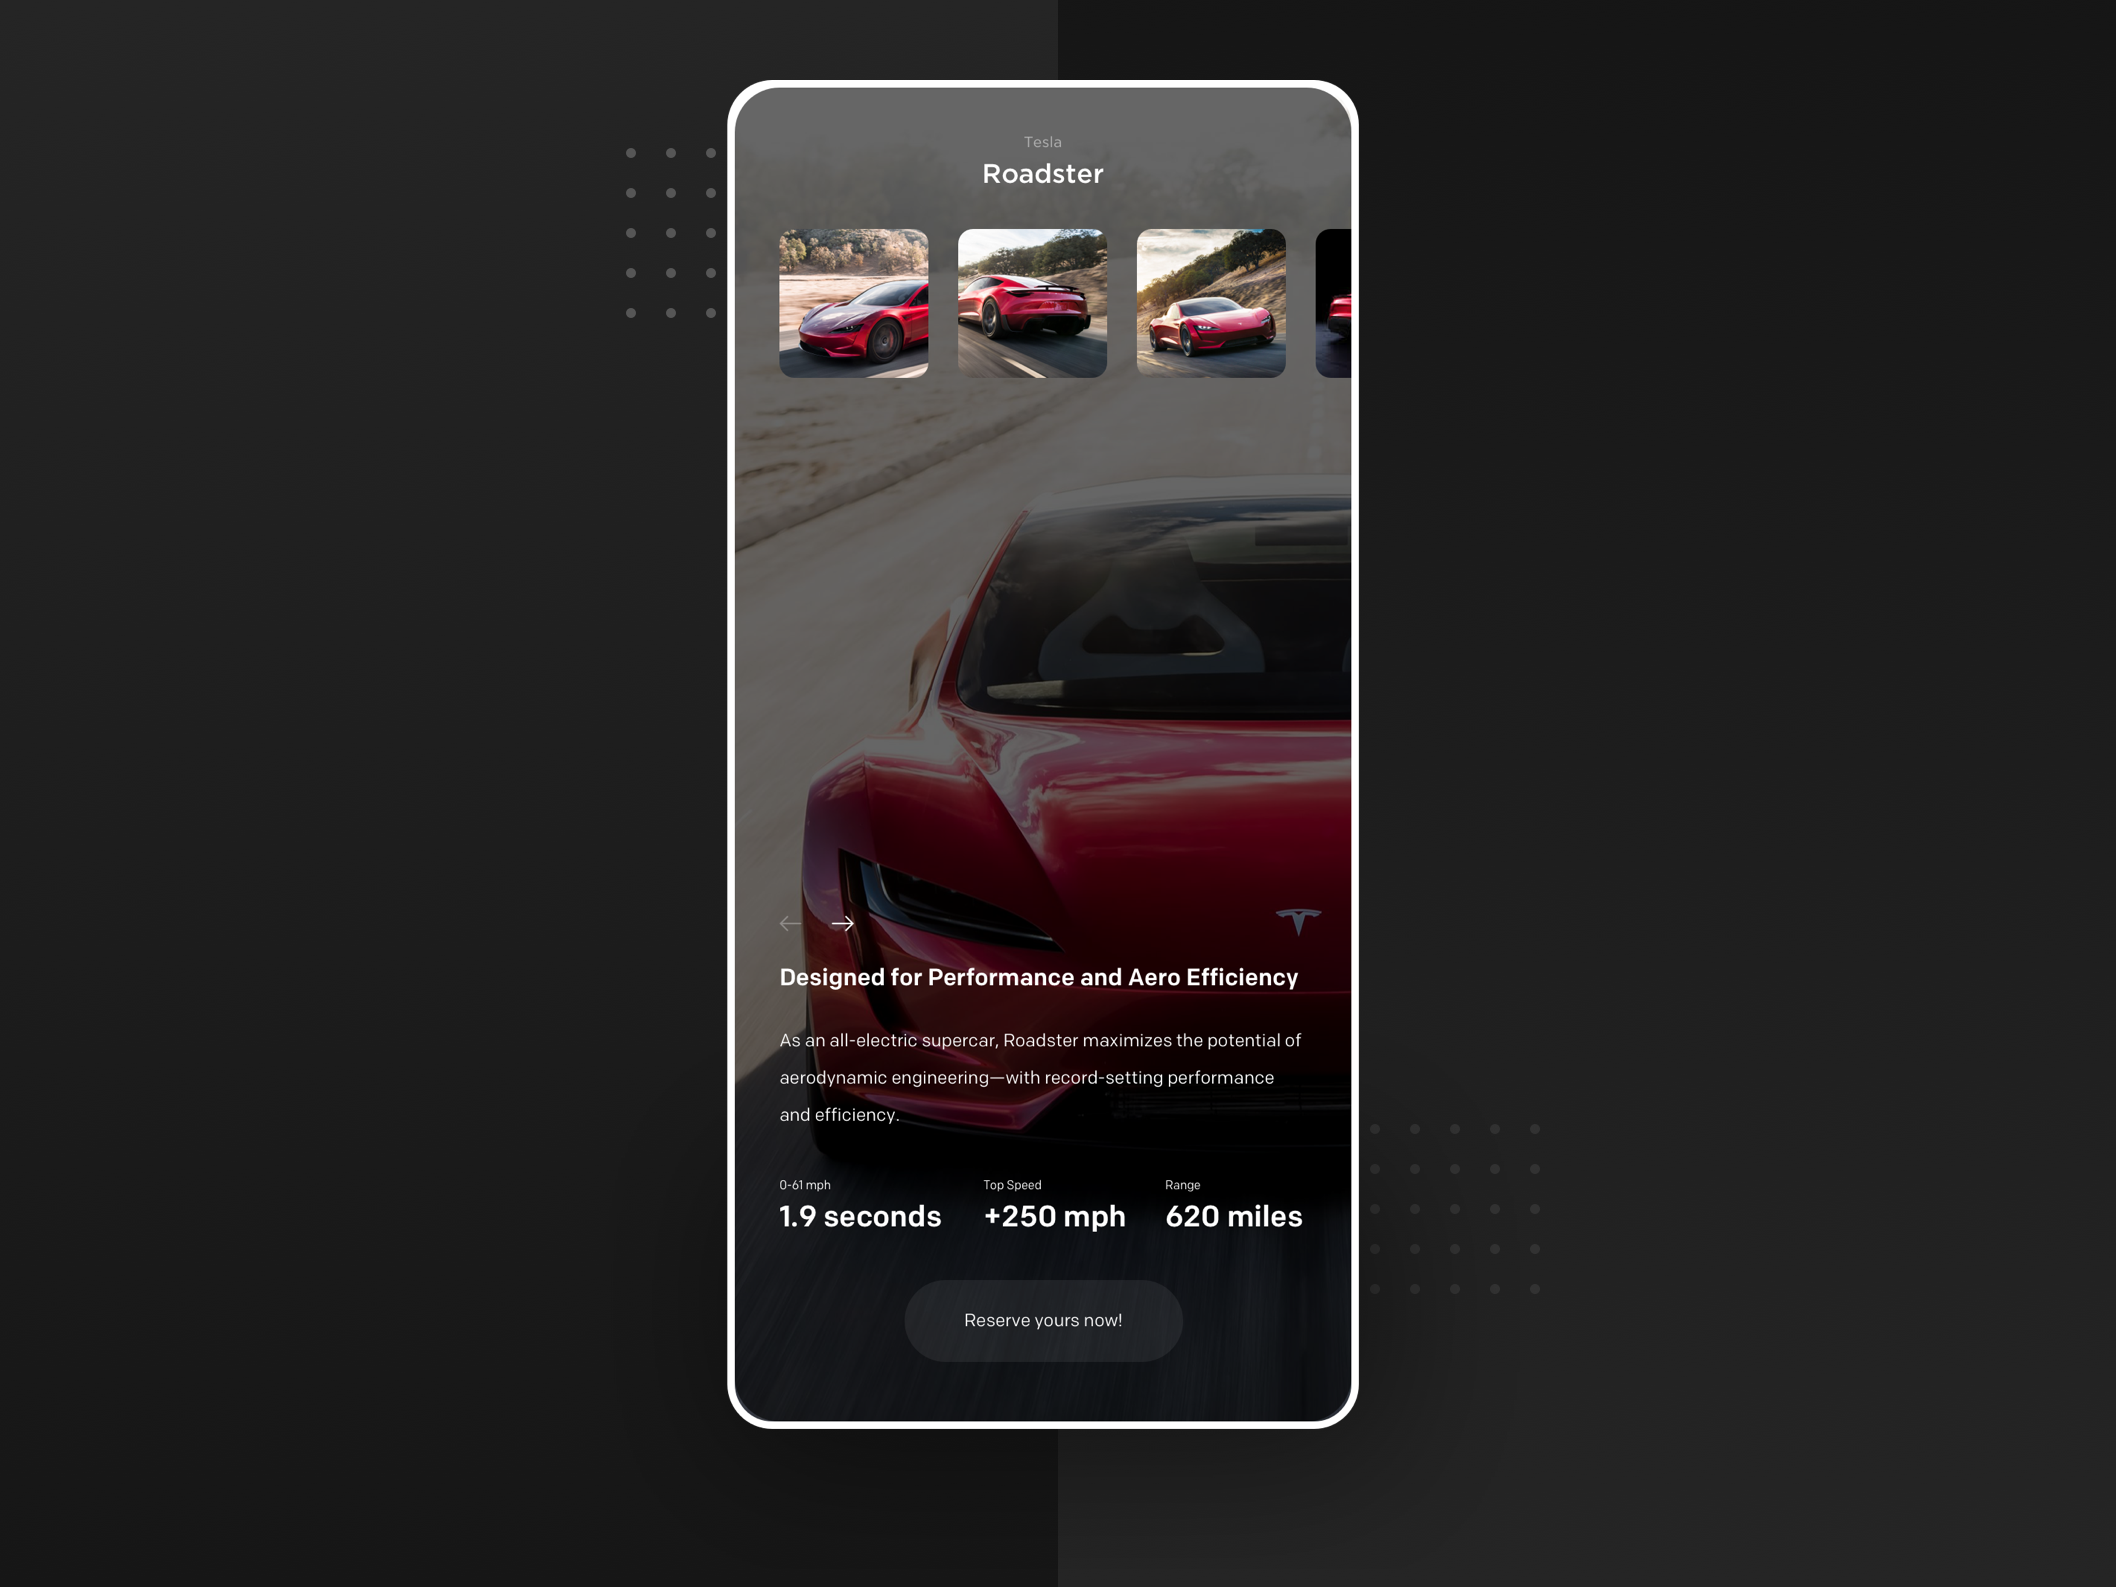 Tesla
Roadster
Designed for Performance and Aero Efficiency
As an all-electric supercar, Roadster maximizes the potential of
aerodynamic engineering—with record-setting performance
and efficiency.
0-61 mph
Top Speed
Range
1.9 seconds
+250 mph
620 miles
Reserve yours now!